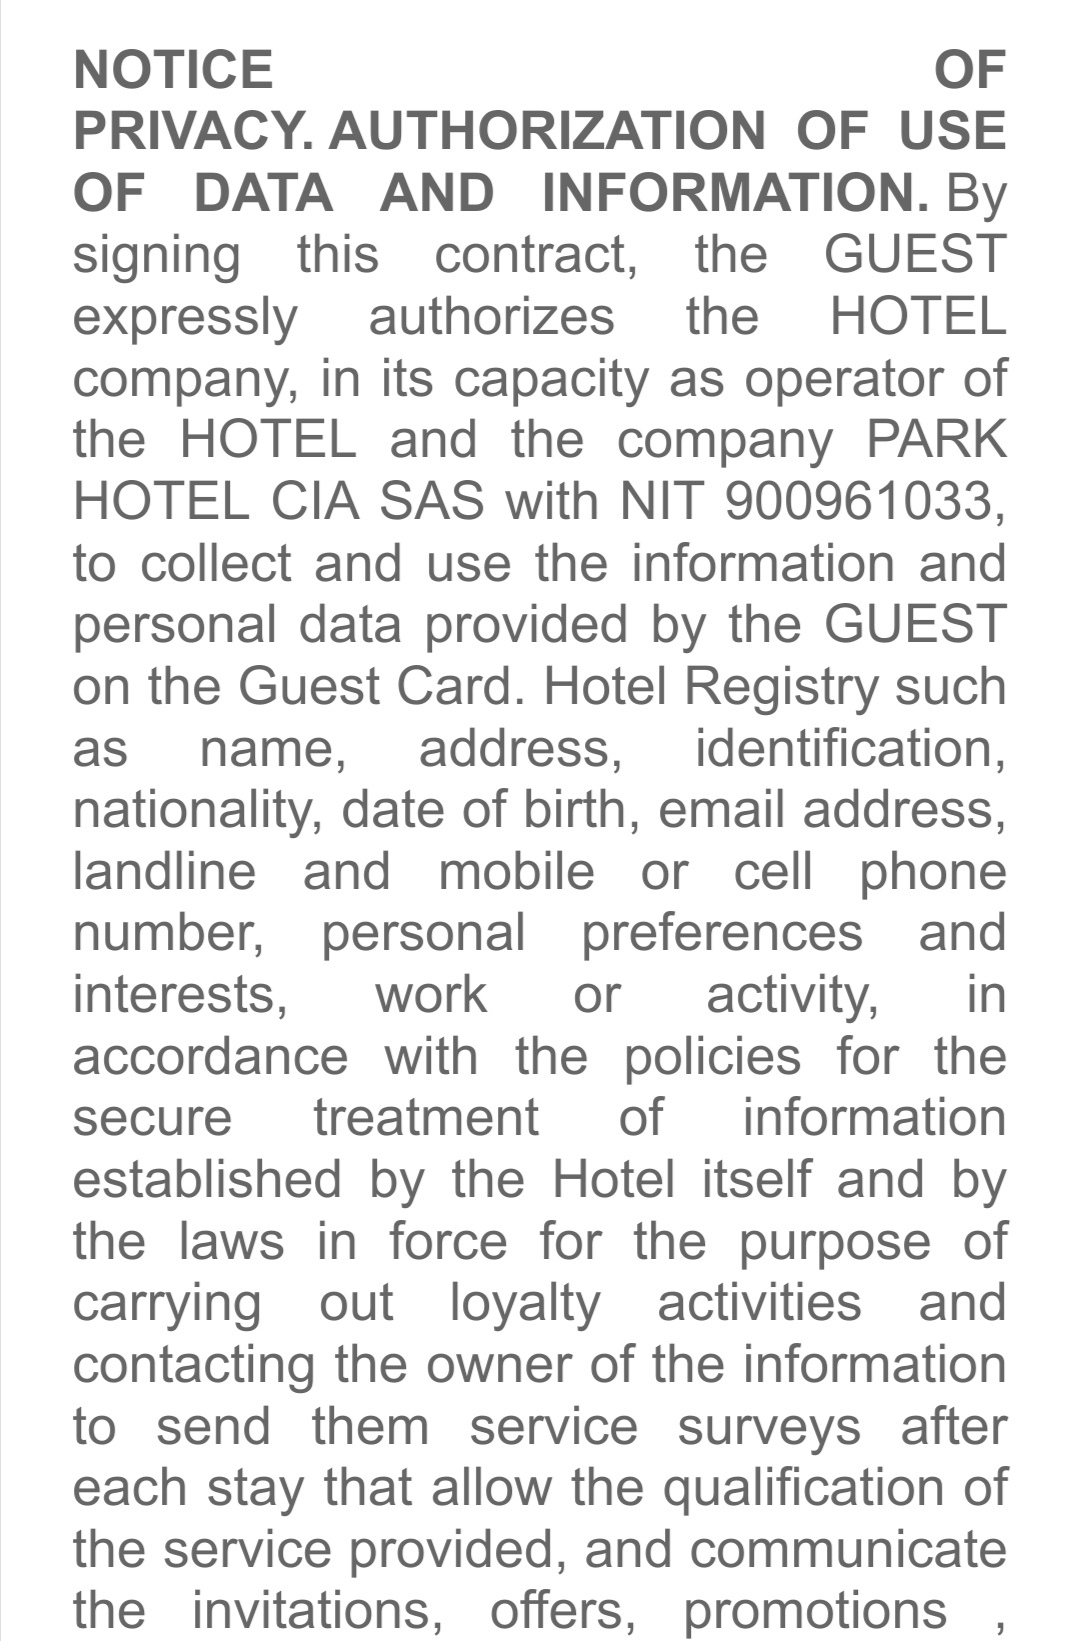 NOTICE OF
PRIVACY. AUTHORIZATION OF USE
OF DATA AND INFORMATION. By
signing this contract, the GUEST
expressly authorizes the HOTEL
company, in its capacity as operator of
the HOTEL and the company PARK
HOTEL CIA SAS with NIT 900961033,
to collect and use the information and
personal data provided by the GUEST
on the Guest Card. Hotel Registry such
as name, address, identification,
nationality, date of birth, email address,
landline and mobile or cell phone
number, personal preferences and
interests, work or activity, in
accordance with the policies for the
secure treatment of information
established by the Hotel itself and by
the laws in force for the purpose of
carrying out loyalty activities and
contacting the owner of the information
to send them service surveys after
each stay that allow the qualification of
the service provided, and communicate
the invitations, offers, promotions ,